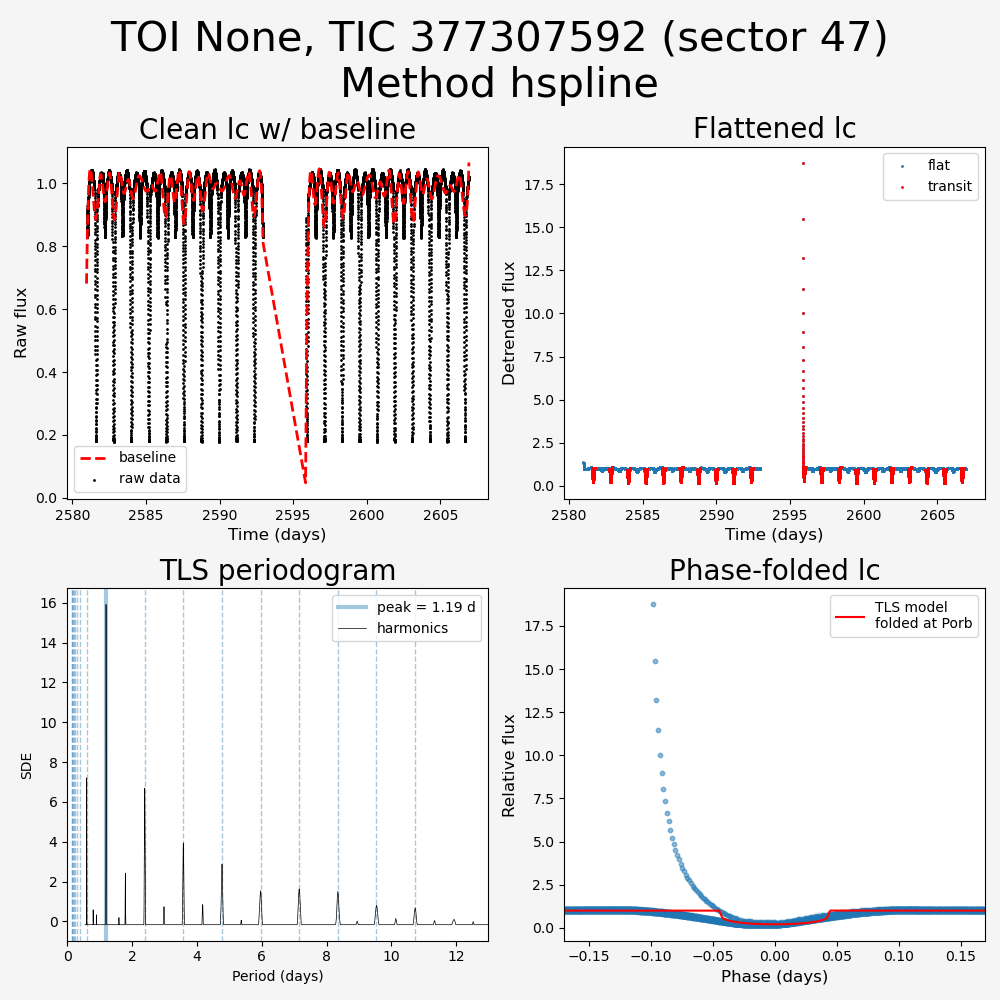 TOI None, TIC 377307592 (sector 47)
Method hspline
Clean lc w/ baseline
Raw flux
1.0
0.8
0.6
0.4
0.2
0.0
baseline
raw data
2580
2585
2590
2595
2600
2605
Time (days)
Flattened lc
Detrended flux
17.5
15.0
12.5
10.0
7.5
5.0
2.5
0.0
flat
transit
2580
2585
2590
2595
2600
2605
Time (days)
TLS periodogram
SDE
16
14
12
10
8
6
4
2
0
peak = 1.19 d
harmonics
0
2
4
6
8
10
12
Period (days)
Phase-folded lc
Relative flux
17.5
15.0
12.5
10.0
7.5
5.0
2.5
0.0
TLS model
folded at Porb
−0.15
−0.10
−0.05
0.00
0.05
0.10
0.15
Phase (days)